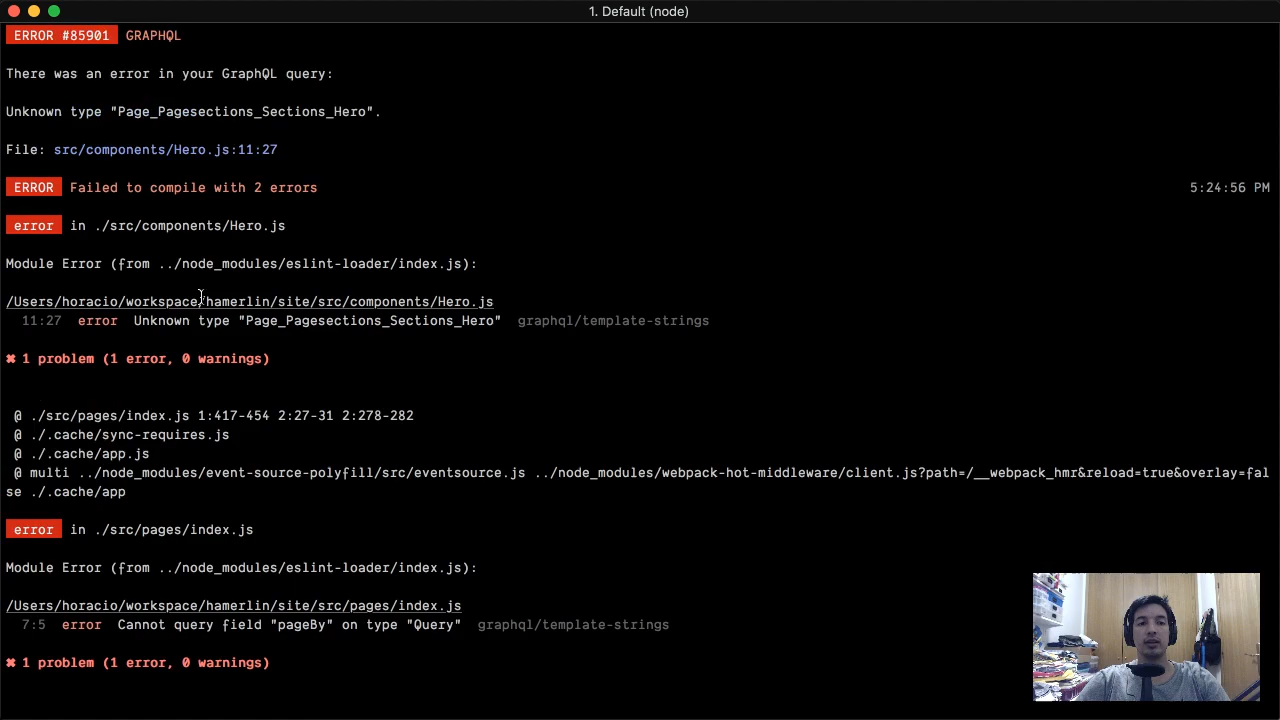 1. Default (node)
ERROR #85901 GRAPHQL
There was an error in your GraphQL query:
Unknown type "Page_Pagesections_Sections_Hero".
File: src/components/Hero.js:11:27
ERROR Failed to compile with 2 errors 5:24:56 PM
error in ./src/components/Hero.js
Module Error (from ../node_modules/eslint-loader/index.js):
/Users/horacio/workspace/hamerlin/site/src/components/Hero.js
11:27 error Unknown type "Page_Pagesections_Sections_Hero" graphql/template-strings
✖ 1 problem (1 error, 0 warnings)
@ ./src/pages/index.js 1:417-454 2:27-31 2:278-282
@ ./.cache/sync-requires.js
@ ./.cache/app.js
@ multi ../node_modules/event-source-polyfill/src/eventsource.js ../node_modules/webpack-hot-middleware/client.js?path=/__webpack_hmr&reload=true&overlay=fal
se ./.cache/app
error in ./src/pages/index.js
Module Error (from ../node_modules/eslint-loader/index.js):
/Users/horacio/workspace/hamerlin/site/src/pages/index.js
7:5 error Cannot query field "pageBy" on type "Query" graphql/template-strings
✖ 1 problem (1 error, 0 warnings)